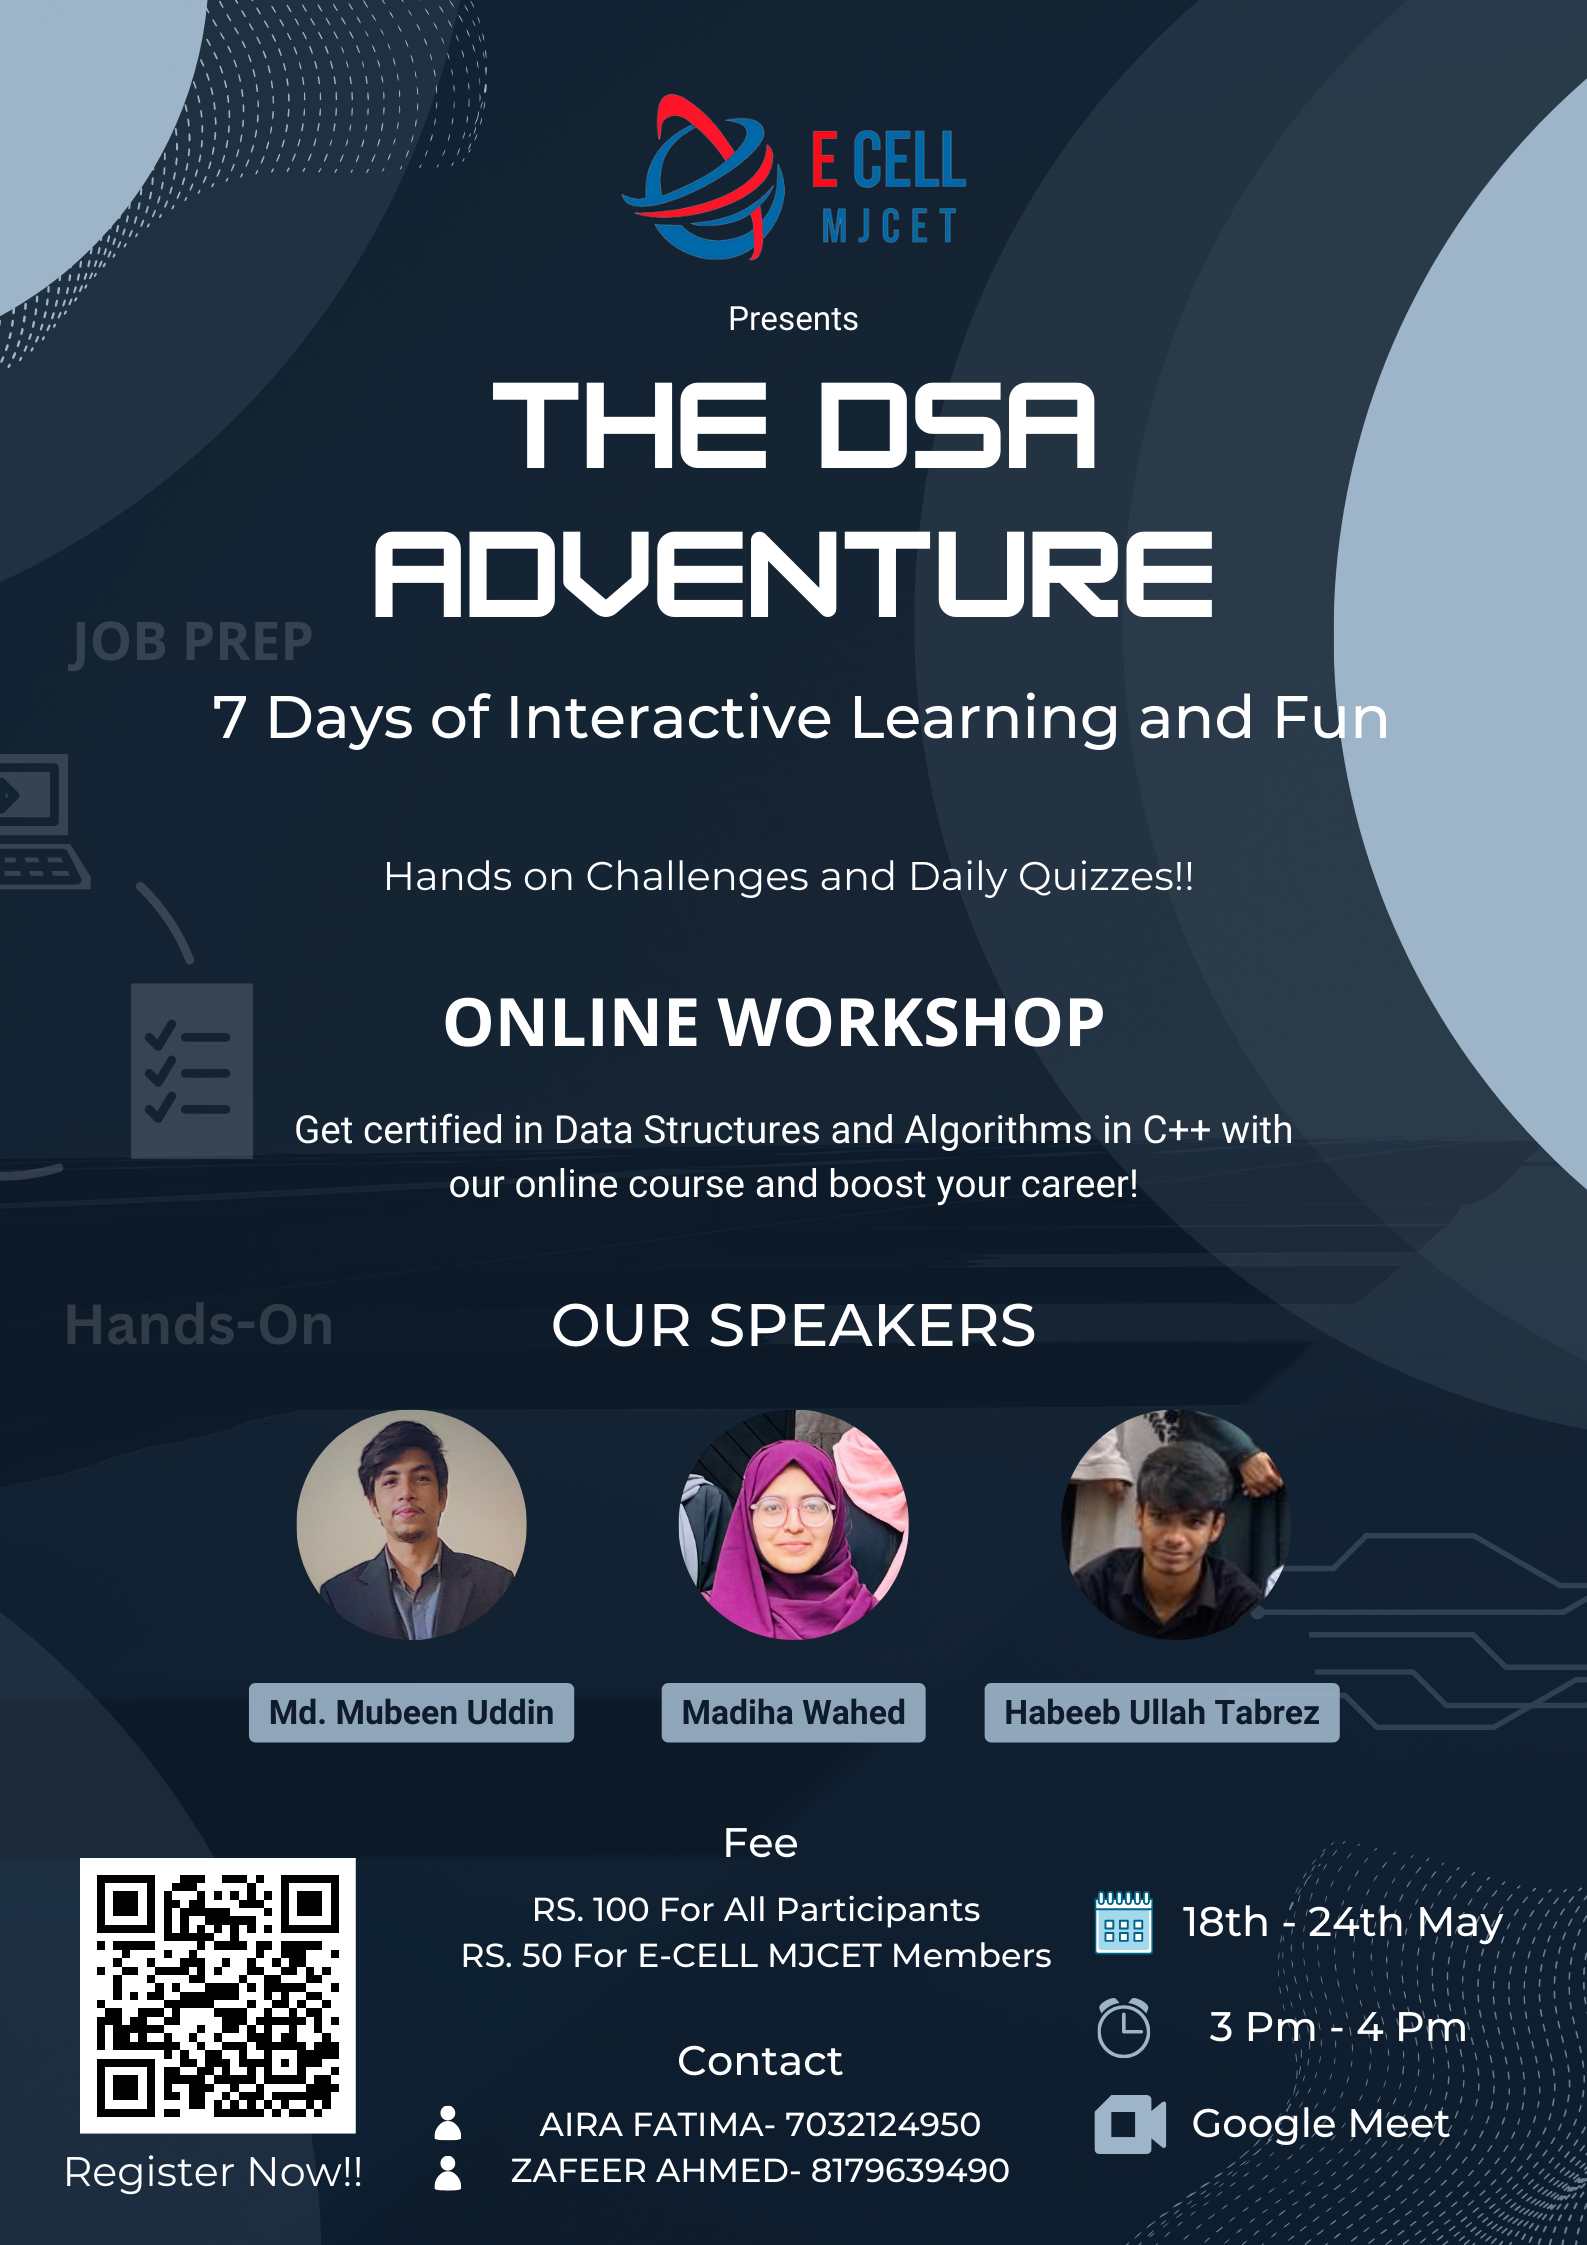 E CELL
MJCET
Presents
THE DSA
ADVENTURE
JOB PREP
7 Days of Interactive Learning and Fun
Hands on Challenges and Daily Quizzes!!
ONLINE WORKSHOP
Get certified in Data Structures and Algorithms in C++ with
our online course and boost your career!
Hands-On
OUR SPEAKERS
Md. Mubeen Uddin
Madiha Wahed
Habeeb Ullah Tabrez
Fee
RS. 100 For All Participants
RS. 50 For E-CELL MJCET Members
18th - 24th May
3 Pm - 4 Pm
Google Meet
Contact
AIRA FATIMA- 7032124950
ZAFEER AHMED- 8179639490
Register Now!!